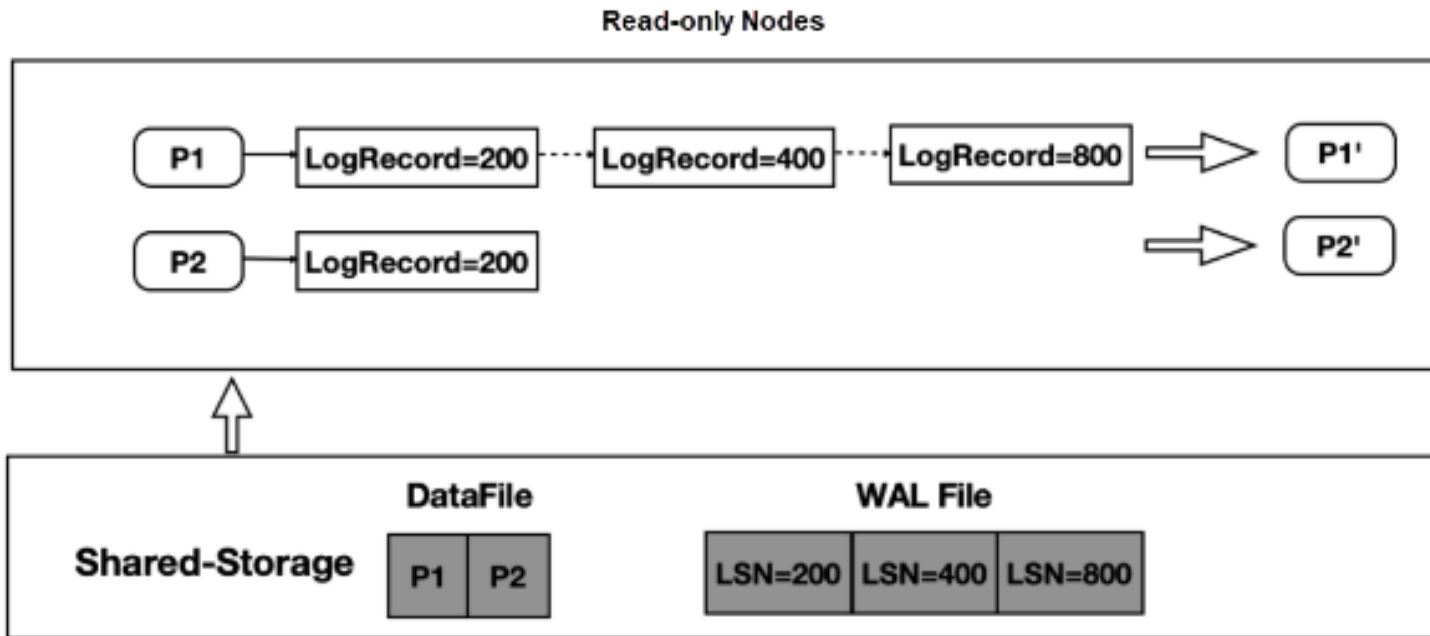 Read-only Nodes
P1 LogRecord=200 LogRecord=400 LogRecord=800 P1'
P2 LogRecord=200 P2'
DataFile WAL File
Shared-Storage P1 P2 LSN=200 LSN=400 LSN=800